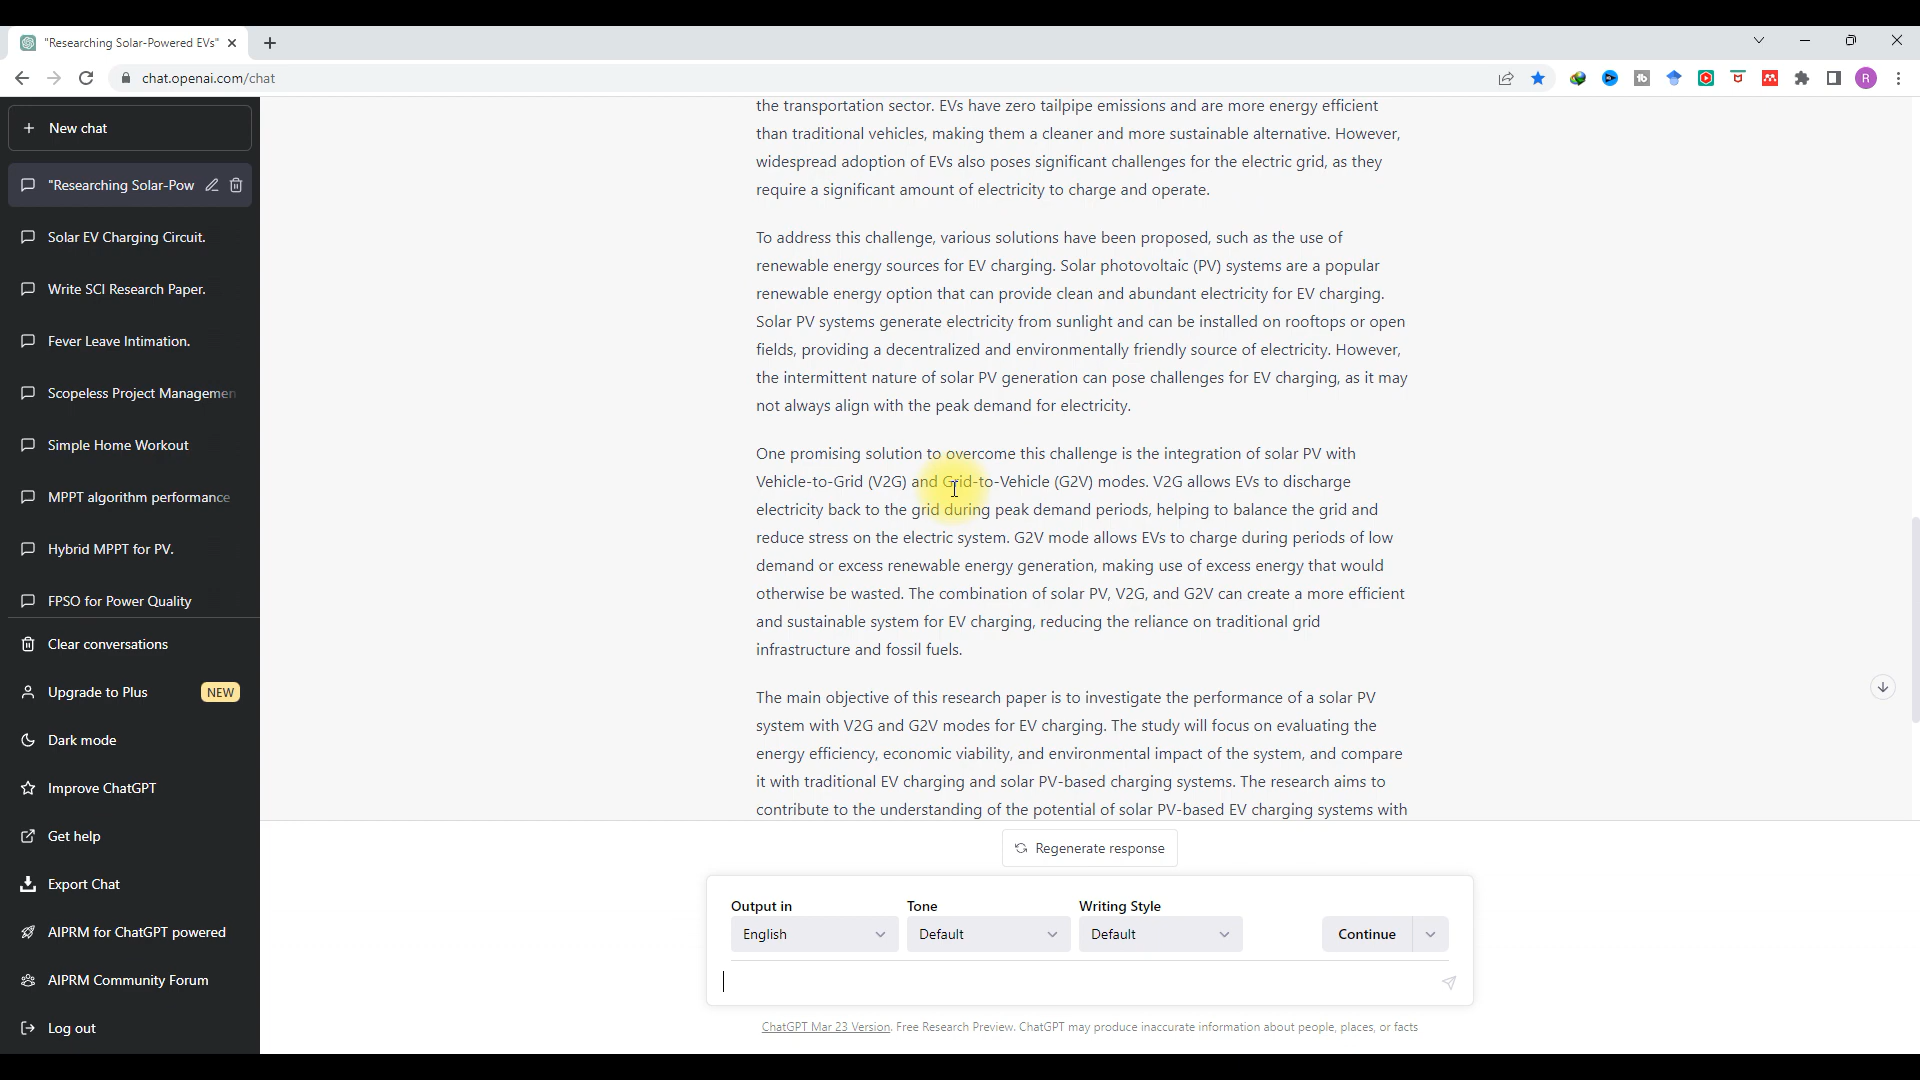 "Researching Solar-Powered EVs"
chat.openai.com/chat
tb
R
New chat
"Researching Solar-Pow
Solar EV Charging Circuit.
Write SCI Research Paper.
Fever Leave Intimation.
Scopeless Project Managemen
Simple Home Workout
MPPT algorithm performance
Hybrid MPPT for PV.
FPSO for Power Quality
Clear conversations
Upgrade to Plus NEW
Dark mode
Improve ChatGPT
Get help
Export Chat
AIPRM for ChatGPT powered
AIPRM Community Forum
Log out
the transportation sector. EVs have zero tailpipe emissions and are more energy efficient
than traditional vehicles, making them a cleaner and more sustainable alternative. However,
widespread adoption of EVs also poses significant challenges for the electric grid, as they
require a significant amount of electricity to charge and operate.
To address this challenge, various solutions have been proposed, such as the use of
renewable energy sources for EV charging. Solar photovoltaic (PV) systems are a popular
renewable energy option that can provide clean and abundant electricity for EV charging.
Solar PV systems generate electricity from sunlight and can be installed on rooftops or open
fields, providing a decentralized and environmentally friendly source of electricity. However,
the intermittent nature of solar PV generation can pose challenges for EV charging, as it may
not always align with the peak demand for electricity.
One promising solution to overcome this challenge is the integration of solar PV with
Vehicle-to-Grid (V2G) and Grid-to-Vehicle (G2V) modes. V2G allows EVs to discharge
electricity back to the grid during peak demand periods, helping to balance the grid and
reduce stress on the electric system. G2V mode allows EVs to charge during periods of low
demand or excess renewable energy generation, making use of excess energy that would
otherwise be wasted. The combination of solar PV, V2G, and G2V can create a more efficient
and sustainable system for EV charging, reducing the reliance on traditional grid
infrastructure and fossil fuels.
The main objective of this research paper is to investigate the performance of a solar PV
system with V2G and G2V modes for EV charging. The study will focus on evaluating the
energy efficiency, economic viability, and environmental impact of the system, and compare
it with traditional EV charging and solar PV-based charging systems. The research aims to
contribute to the understanding of the potential of solar PV-based EV charging systems with
Regenerate response
Output in Tone Writing Style
English Default Default Continue
ChatGPT Mar 23 Version. Free Research Preview. ChatGPT may produce inaccurate information about people, places, or facts